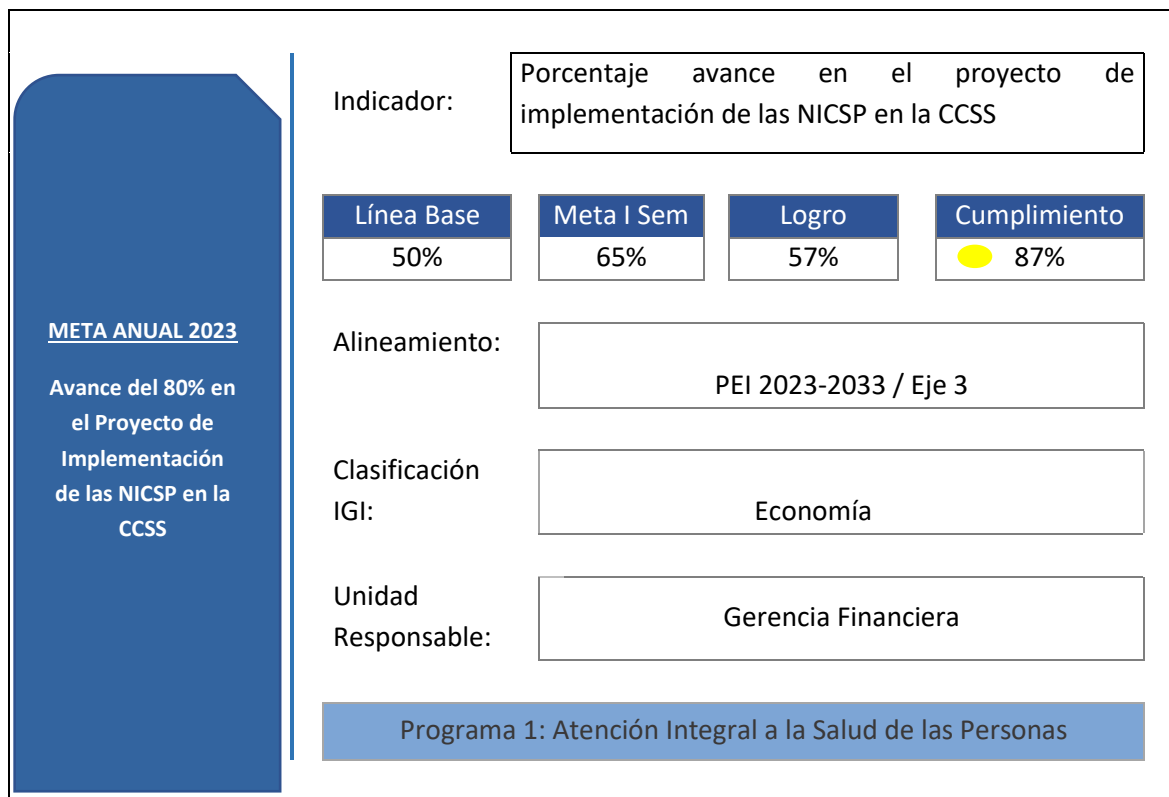 META ANUAL 2023
Avance del 80% en
el Proyecto de
Implementación
de las NICSP en la
CCSS
Indicador:
Porcentaje avance en el proyecto de
implementación de las NICSP en la CCSS
Línea Base
Meta I Sem
Logro
Cumplimiento
50%
65%
57%
87%
Alineamiento:
PEI 2023-2033 / Eje 3
Clasificación
IGI:
Economía
Unidad
Responsable:
Gerencia Financiera
Programa 1: Atención Integral a la Salud de las Personas